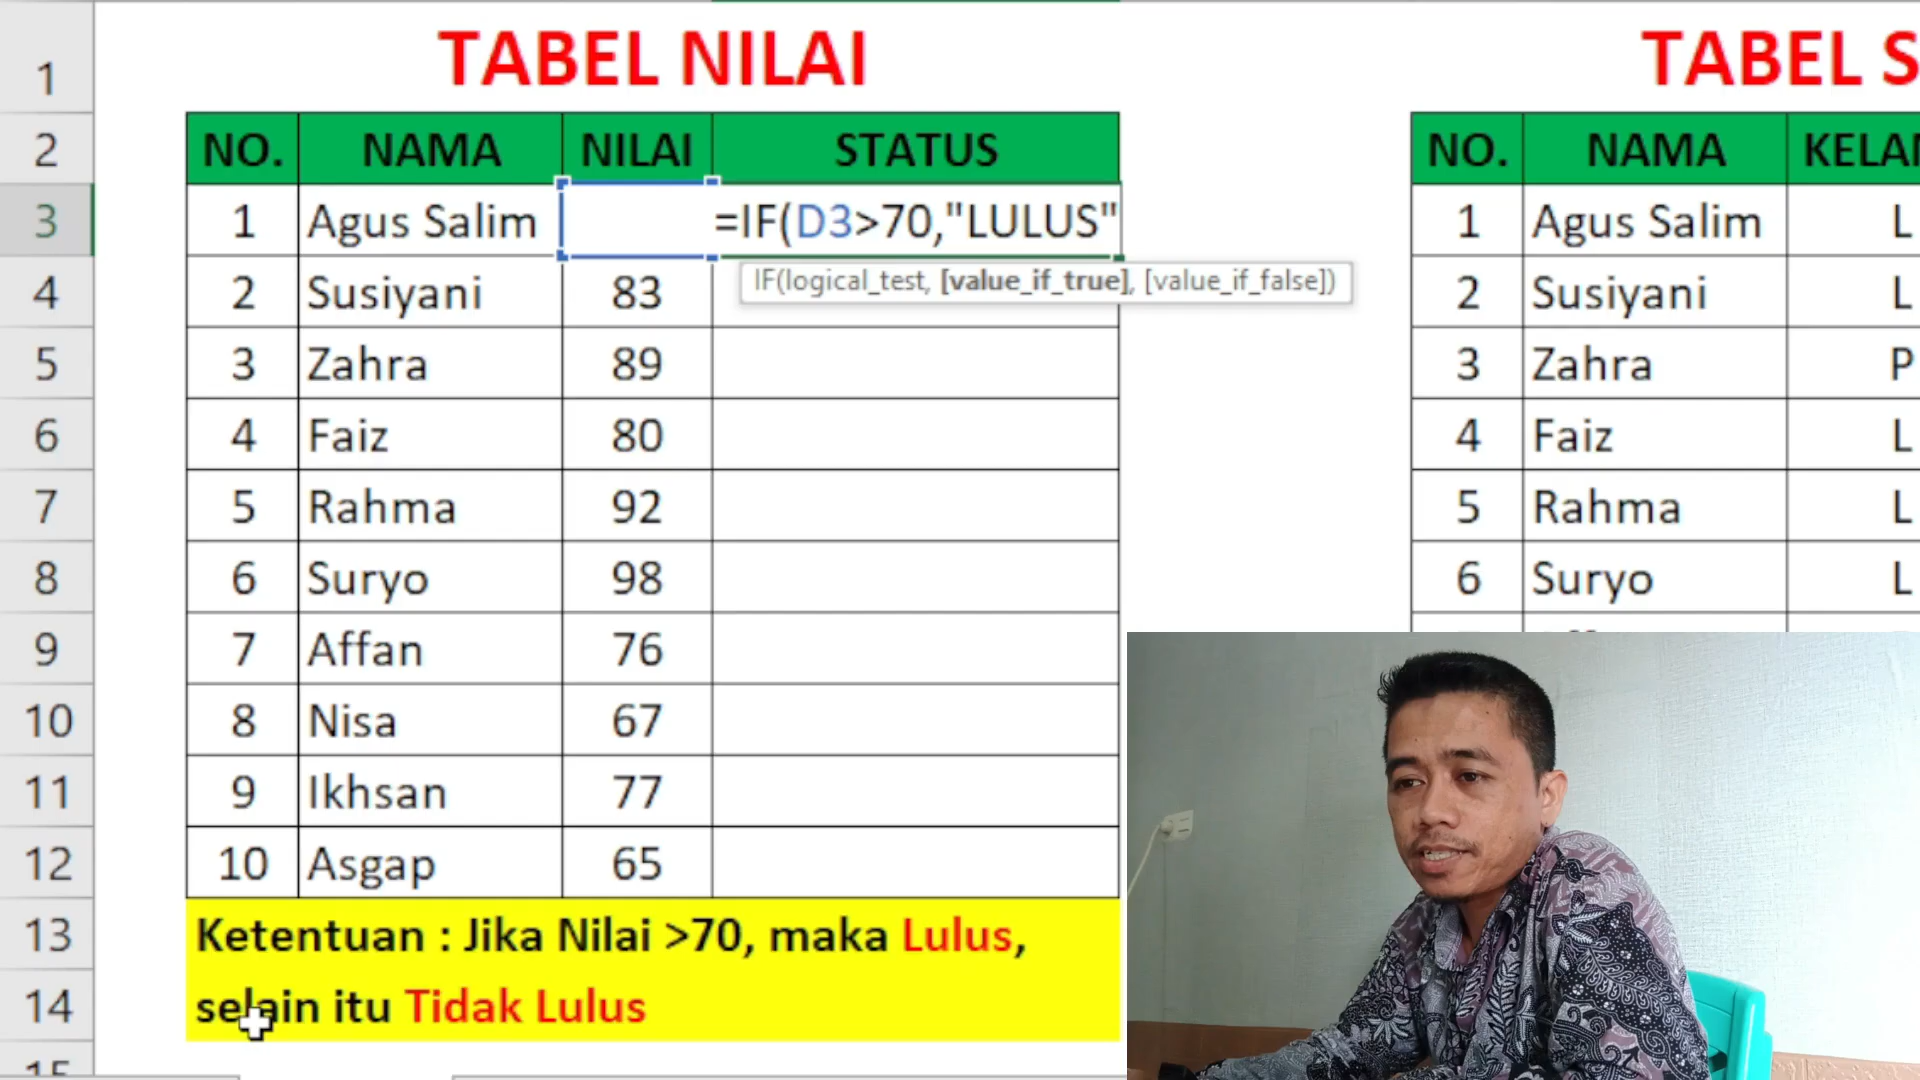 1 TABEL NILAI TABEL S
2 NO. NAMA NILAI STATUS NO. NAMA KELA
3 1 Agus Salim =IF(D3>70,"LULUS" 1 Agus Salim L
IF(logical_test, [value_if_true], [value_if_false])
4 2 Susiyani 83 2 Susiyani L
5 3 Zahra 89 3 Zahra P
6 4 Faiz 80 4 Faiz L
7 5 Rahma 92 5 Rahma L
8 6 Suryo 98 6 Suryo L
9 7 Affan 76
10 8 Nisa 67
11 9 Ikhsan 77
12 10 Asgap 65
13 Ketentuan : Jika Nilai >70, maka Lulus,
14 selain itu Tidak Lulus
15